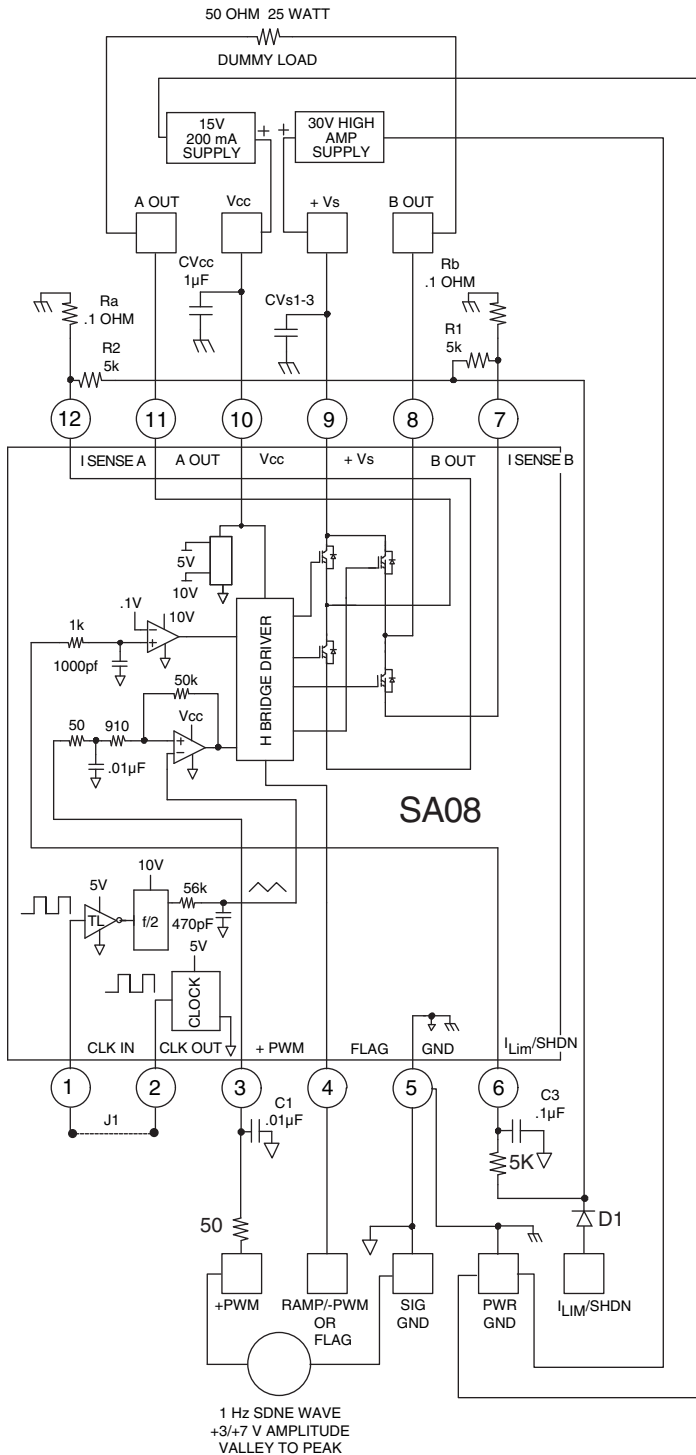 50 OHM  25 WATT
DUMMY LOAD
15V
200 mA
SUPPLY
+
+
30V HIGH
AMP
SUPPLY
A OUT
Vcc
+ Vs
B OUT
CVcc
1µF
CVs1-3
Ra
.1 OHM
Rb
.1 OHM
R2
5k
R1
5k
12
11
10
9
8
7
I SENSE A
A OUT
Vcc
+ Vs
B OUT
I SENSE B
5V
10V
.1V
10V
1k
1000pf
−
+
H BRIDGE DRIVER
50k
50
910
Vcc
+
−
.01µF
SA08
10V
5V
56k
TL
f/2
470pF
5V
CLOCK
CLK IN
CLK OUT
+ PWM
FLAG
GND
ILim/SHDN
1
2
3
4
5
6
J1
C1
.01µF
C3
.1µF
5K
50
D1
+PWM
RAMP/-PWM
OR
FLAG
SIG
GND
PWR
GND
ILIM/SHDN
1 Hz SDNE WAVE
+3/+7 V AMPLITUDE
VALLEY TO PEAK